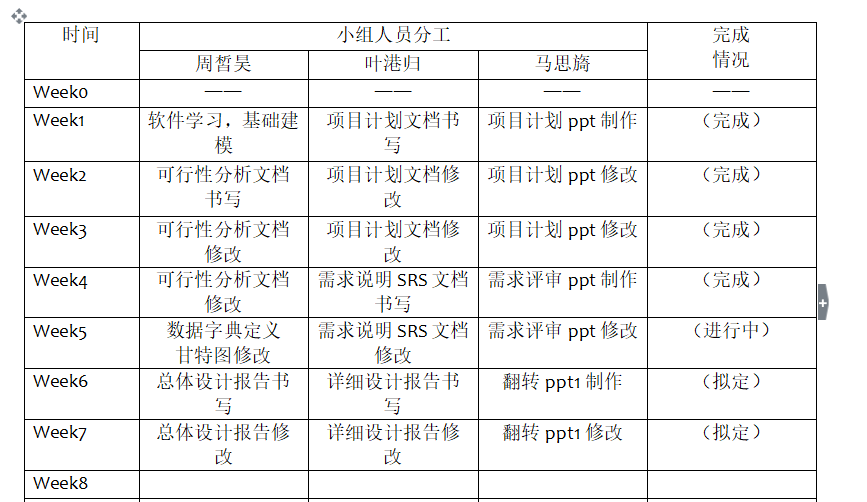 时间 小组人员分工 完成
情况
周皙昊 叶港归 马思旖
Week0 —— —— —— ——
Week1 软件学习，基础建 项目计划文档书 项目计划 ppt 制作 （完成）
模 写
Week2 可行性分析文档 项目计划文档修 项目计划 ppt 修改 （完成）
书写 改
Week3 可行性分析文档 项目计划文档修 项目计划 ppt 修改 （完成）
修改 改
Week4 可行性分析文档 需求说明 SRS 文档 需求评审 ppt 制作 （完成）
修改 书写
Week5 数据字典定义 需求说明 SRS 文档 需求评审 ppt 修改 （进行中）
甘特图修改 修改
Week6 总体设计报告书 详细设计报告书 翻转 ppt1 制作 （拟定）
写 写
Week7 总体设计报告修 详细设计报告修 翻转 ppt1 修改 （拟定）
改 改
Week8